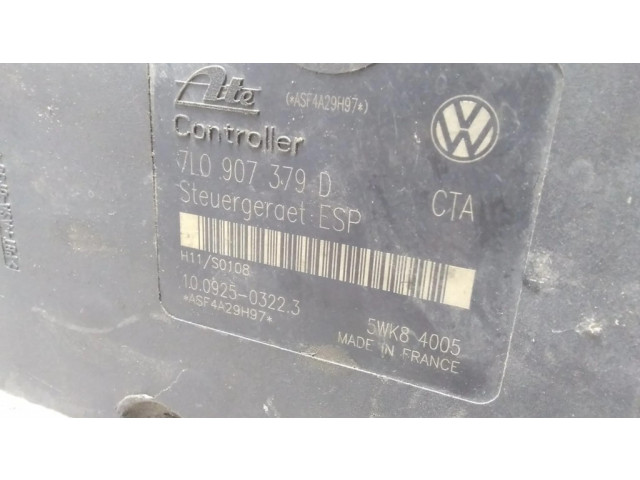 Ate
(*ASF4A29H97*)
Controller
7L0 907 379 D
CTA
Steuergeraet ESP
H11/S0108
10.0925-0322.3
*ASF4A29H97*
5WK8 4005
MADE IN FRANCE